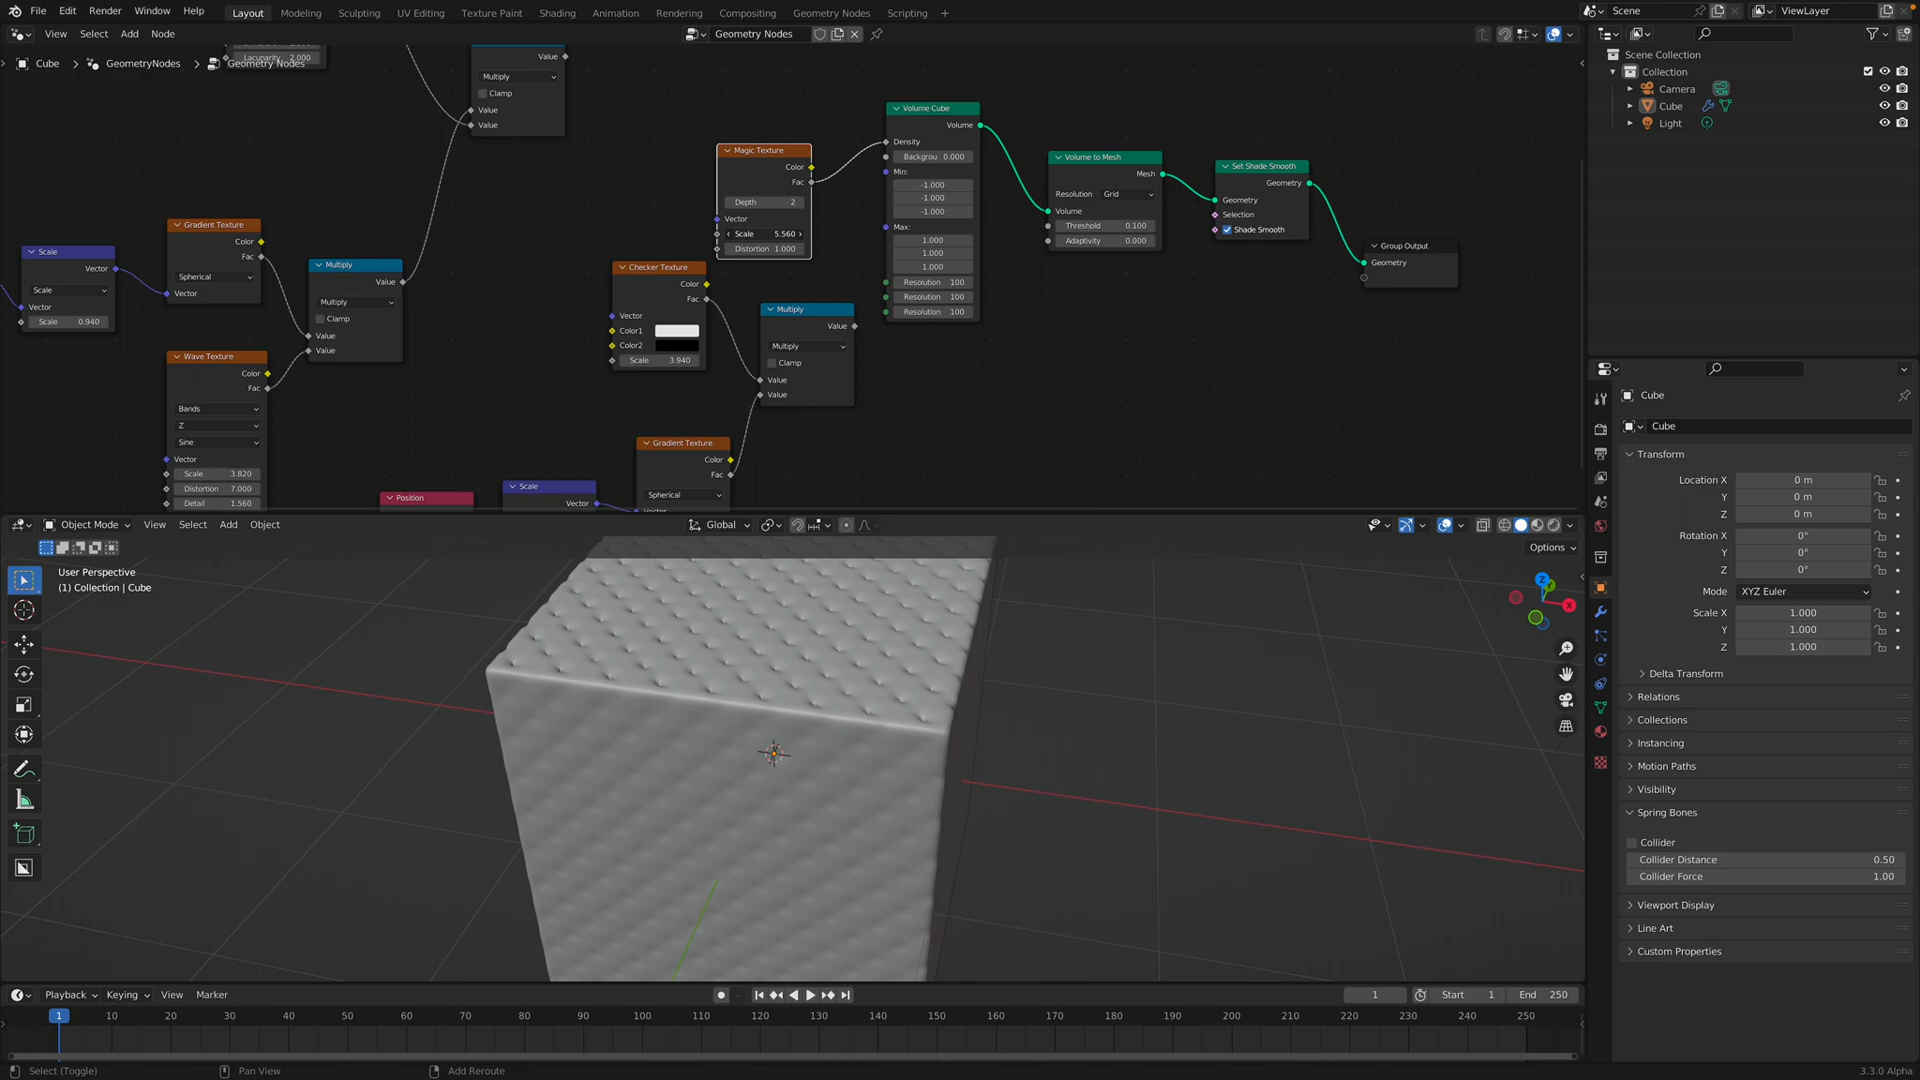 File Edit Render Window Help
Layout Modeling Sculpting UV Editing Texture Paint Shading Animation Rendering Compositing Geometry Nodes Scripting +
Scene
ViewLayer
View Select Add Node
Geometry Nodes
Cube > GeometryNodes > Geometry Nodes
Lacunarity 2.000
Value
Multiply
Clamp
Value
Value
Scale
Vector
Scale
Vector
Scale 0.940
Gradient Texture
Color
Fac
Spherical
Vector
Multiply
Value
Multiply
Clamp
Value
Value
Wave Texture
Color
Fac
Bands
Z
Sine
Vector
Scale 3.820
Distortion 7.000
Detail 1.560
Position
Scale
Vector
Magic Texture
Color
Fac
Depth 2
Vector
Scale 5.560
Distortion 1.000
Checker Texture
Color
Fac
Vector
Color1
Color2
Scale 3.940
Multiply
Value
Multiply
Clamp
Value
Value
Gradient Texture
Color
Fac
Spherical
Volume Cube
Volume
Density
Backgrou 0.000
Min:
-1.000
-1.000
-1.000
Max:
1.000
1.000
1.000
Resolution 100
Resolution 100
Resolution 100
Volume to Mesh
Mesh
Resolution Grid
Volume
Threshold 0.100
Adaptivity 0.000
Set Shade Smooth
Geometry
Geometry
Selection
Shade Smooth
Group Output
Geometry
Object Mode View Select Add Object
Global
Options
User Perspective
(1) Collection | Cube
Z
Y
X
Playback Keying View Marker
1 Start 1 End 250
1 10 20 30 40 50 60 70 80 90 100 110 120 130 140 150 160 170 180 190 200 210 220 230 240 250
Select (Toggle) Pan View Add Reroute
3.3.0 Alpha
Scene Collection
Collection
Camera
Cube
Light
Cube
Cube
Transform
Location X 0 m
Y 0 m
Z 0 m
Rotation X 0°
Y 0°
Z 0°
Mode XYZ Euler
Scale X 1.000
Y 1.000
Z 1.000
Delta Transform
Relations
Collections
Instancing
Motion Paths
Visibility
Spring Bones
Collider
Collider Distance 0.50
Collider Force 1.00
Viewport Display
Line Art
Custom Properties